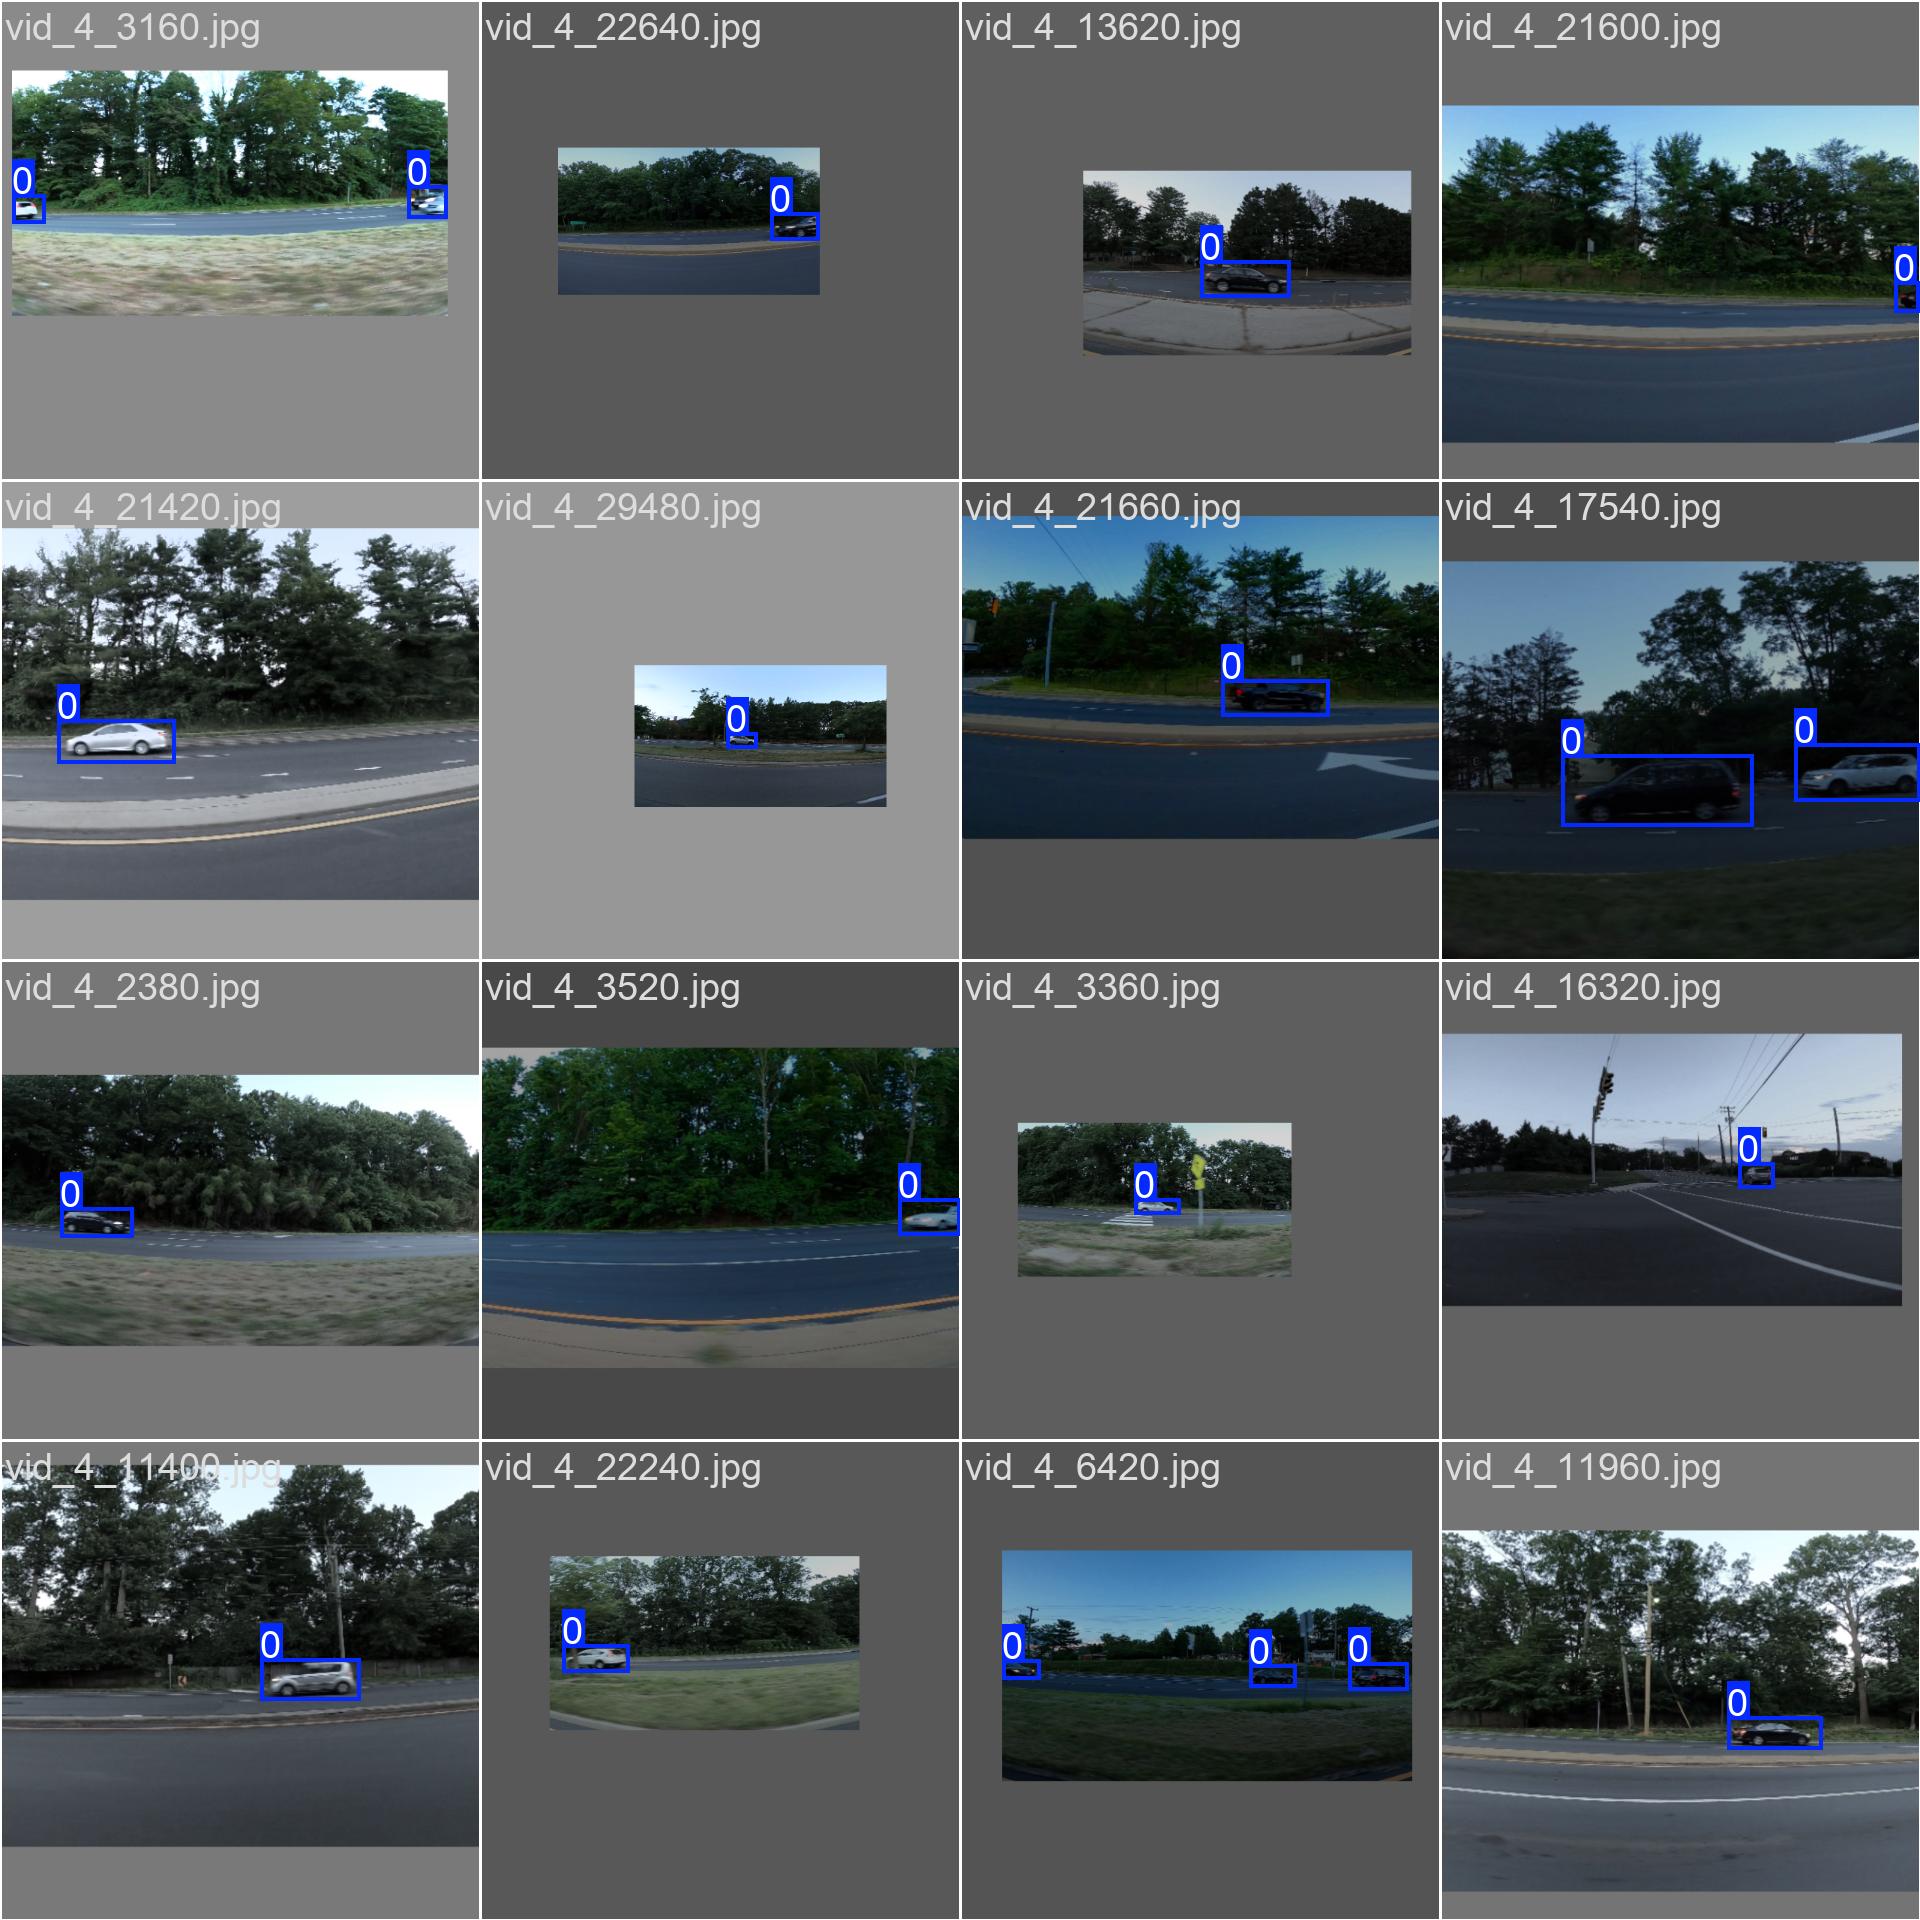 vid_4_3160.jpg
vid_4_22640.jpg
vid_4_13620.jpg
vid_4_21600.jpg
0
0
0
0
0
vid_4_21420.jpg
vid_4_29480.jpg
vid_4_21660.jpg
vid_4_17540.jpg
0
0
0
0
0
vid_4_2380.jpg
vid_4_3520.jpg
vid_4_3360.jpg
vid_4_16320.jpg
0
0
0
0
vid_4_11400.jpg
vid_4_22240.jpg
vid_4_6420.jpg
vid_4_11960.jpg
0
0
0
0
0
0